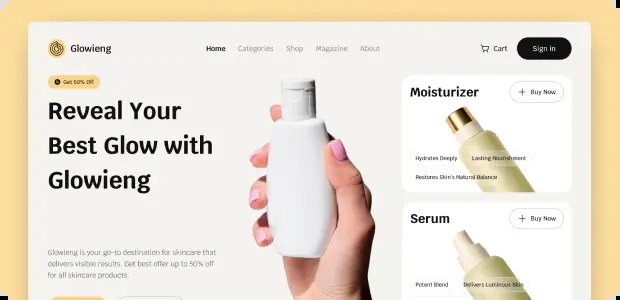 Glowieng
Home
Categories
Shop
Magazine
About
Cart
Sign in
Get 50% Off
Reveal Your
Best Glow with
Glowieng
Glowieng is your go-to destination for skincare that
delivers visible results. Get best offer up to 50% off
for all skincare products.
Moisturizer
Buy Now
Hydrates Deeply
Lasting Nourishment
Restores Skin's Natural Balance
Serum
Buy Now
Potent Blend
Delivers Luminous Skin